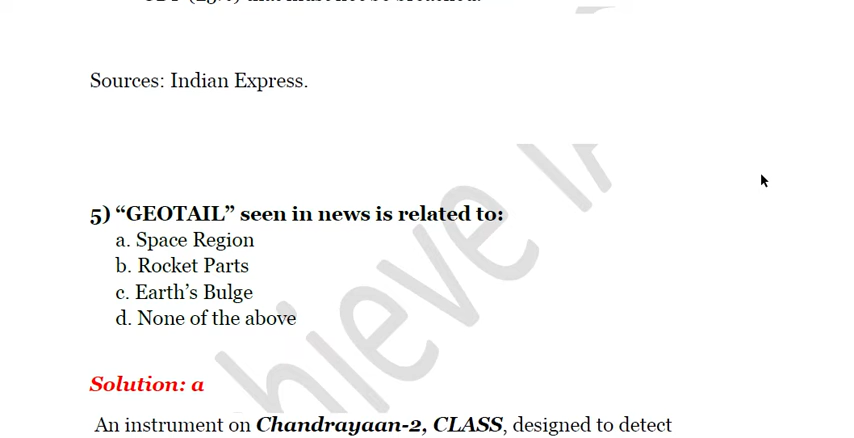 Sources: Indian Express.
5) “GEOTAIL” seen in news is related to:
a. Space Region
b. Rocket Parts
c. Earth’s Bulge
d. None of the above
Solution: a
An instrument on Chandrayaan-2, CLASS, designed to detect